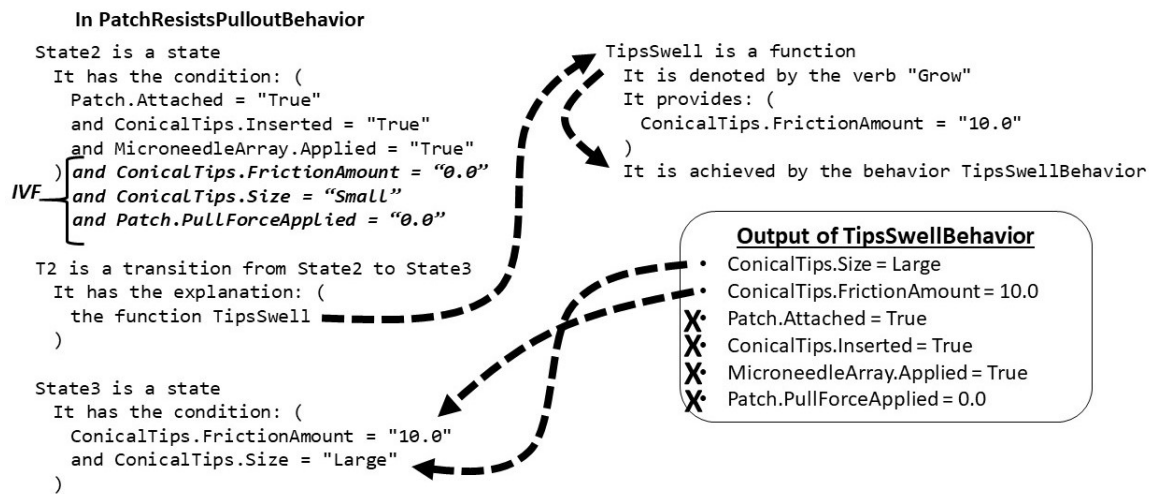 In PatchResistsPulloutBehavior
State2 is a state
It has the condition: (
Patch.Attached = "True"
and ConicalTips.Inserted = "True"
and MicroneedleArray.Applied = "True"
) and ConicalTips.FrictionAmount = “0.0”
IVF
and ConicalTips.Size = “Small”
and Patch.PullForceApplied = “0.0”
T2 is a transition from State2 to State3
It has the explanation: (
the function TipsSwell
)
State3 is a state
It has the condition: (
ConicalTips.FrictionAmount = "10.0"
and ConicalTips.Size = "Large"
)
TipsSwell is a function
It is denoted by the verb "Grow"
It provides: (
ConicalTips.FrictionAmount = "10.0"
)
It is achieved by the behavior TipsSwellBehavior
Output of TipsSwellBehavior
• ConicalTips.Size = Large
• ConicalTips.FrictionAmount = 10.0
X• Patch.Attached = True
X• ConicalTips.Inserted = True
X• MicroneedleArray.Applied = True
X• Patch.PullForceApplied = 0.0